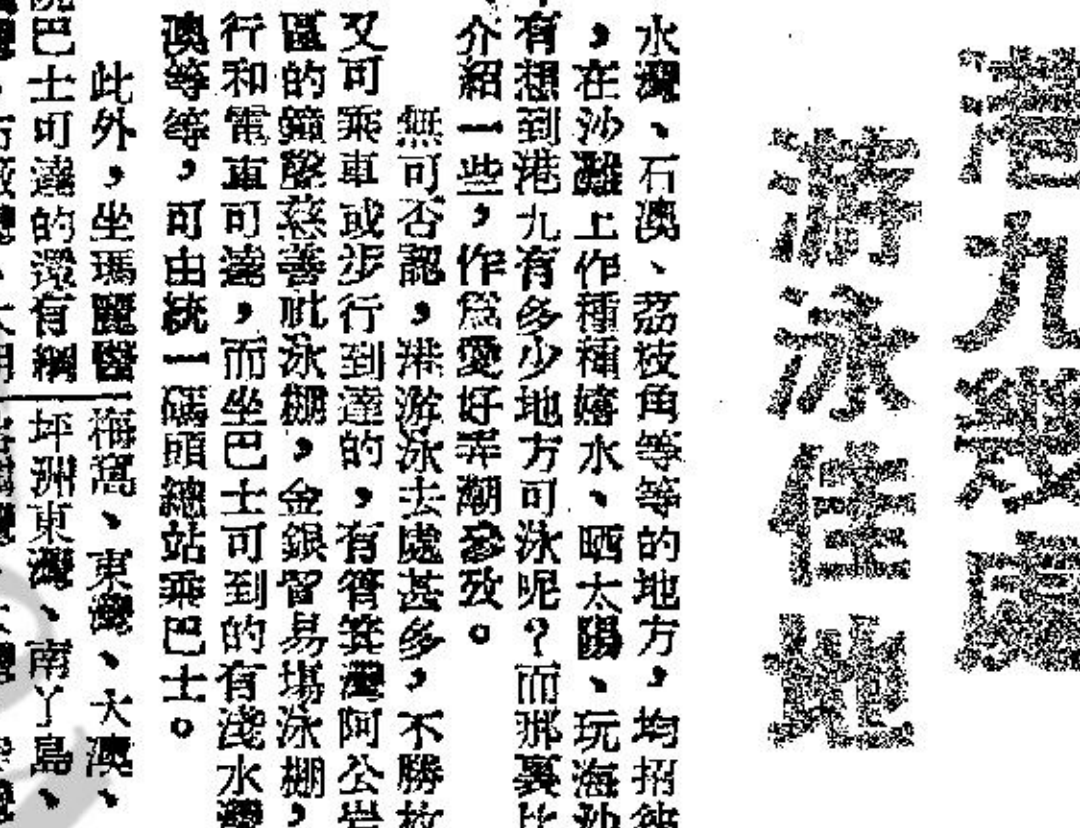 港九幾處
游泳佳地
水灣、石澳、荔枝角等等的地方，均招
，在沙灘上作種種嬉水、晒太陽、玩海沙
有想到港九有多少地方可泳呢？而那裏比
介紹一些，作爲愛好弄潮參攷。
無可否認，港游泳去處甚多，不勝枚
又可乘車或步行到達的，有筲箕灣阿公岩
區的鐘聲慈善社泳棚，金銀貿易塲泳棚，
行和電車可達，而坐巴士可到的有淺水灣
澳等等，可由統一碼頭總站乘巴士。
此外，坐瑪麗醫
院巴士可達的還有綱
梅窩、東灣、大澳、
坪洲東灣、南丫島、